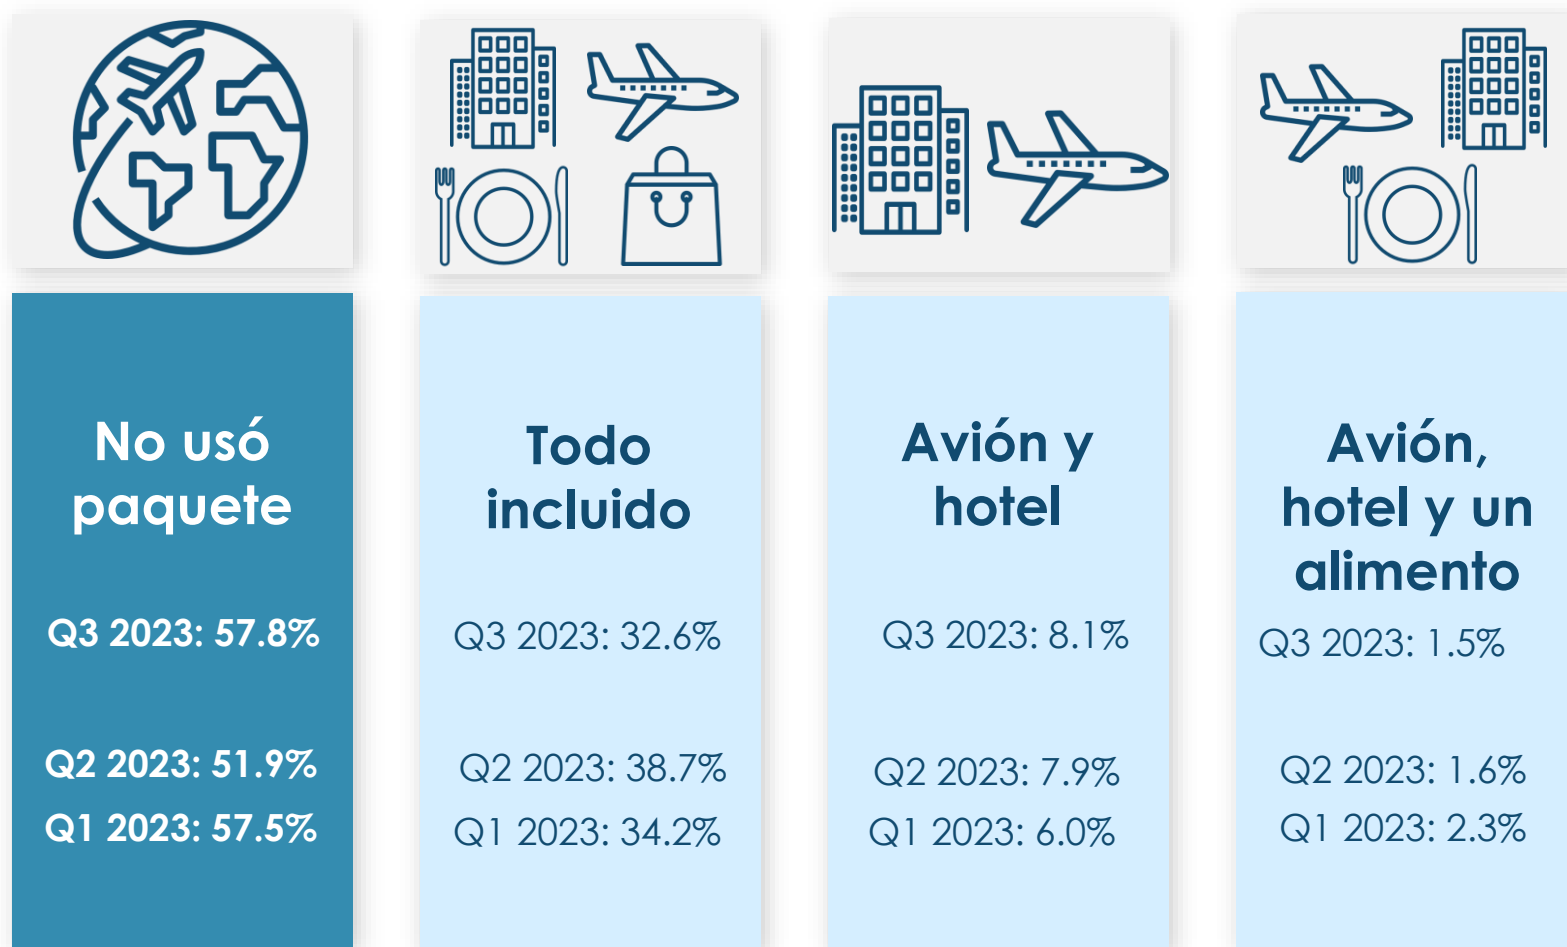 No usó
paquete
Q3 2023: 57.8%
Q2 2023: 51.9%
Q1 2023: 57.5%
Todo
incluido
Q3 2023: 32.6%
Q2 2023: 38.7%
Q1 2023: 34.2%
Avión y
hotel
Q3 2023: 8.1%
Q2 2023: 7.9%
Q1 2023: 6.0%
Avión,
hotel y un
alimento
Q3 2023: 1.5%
Q2 2023: 1.6%
Q1 2023: 2.3%